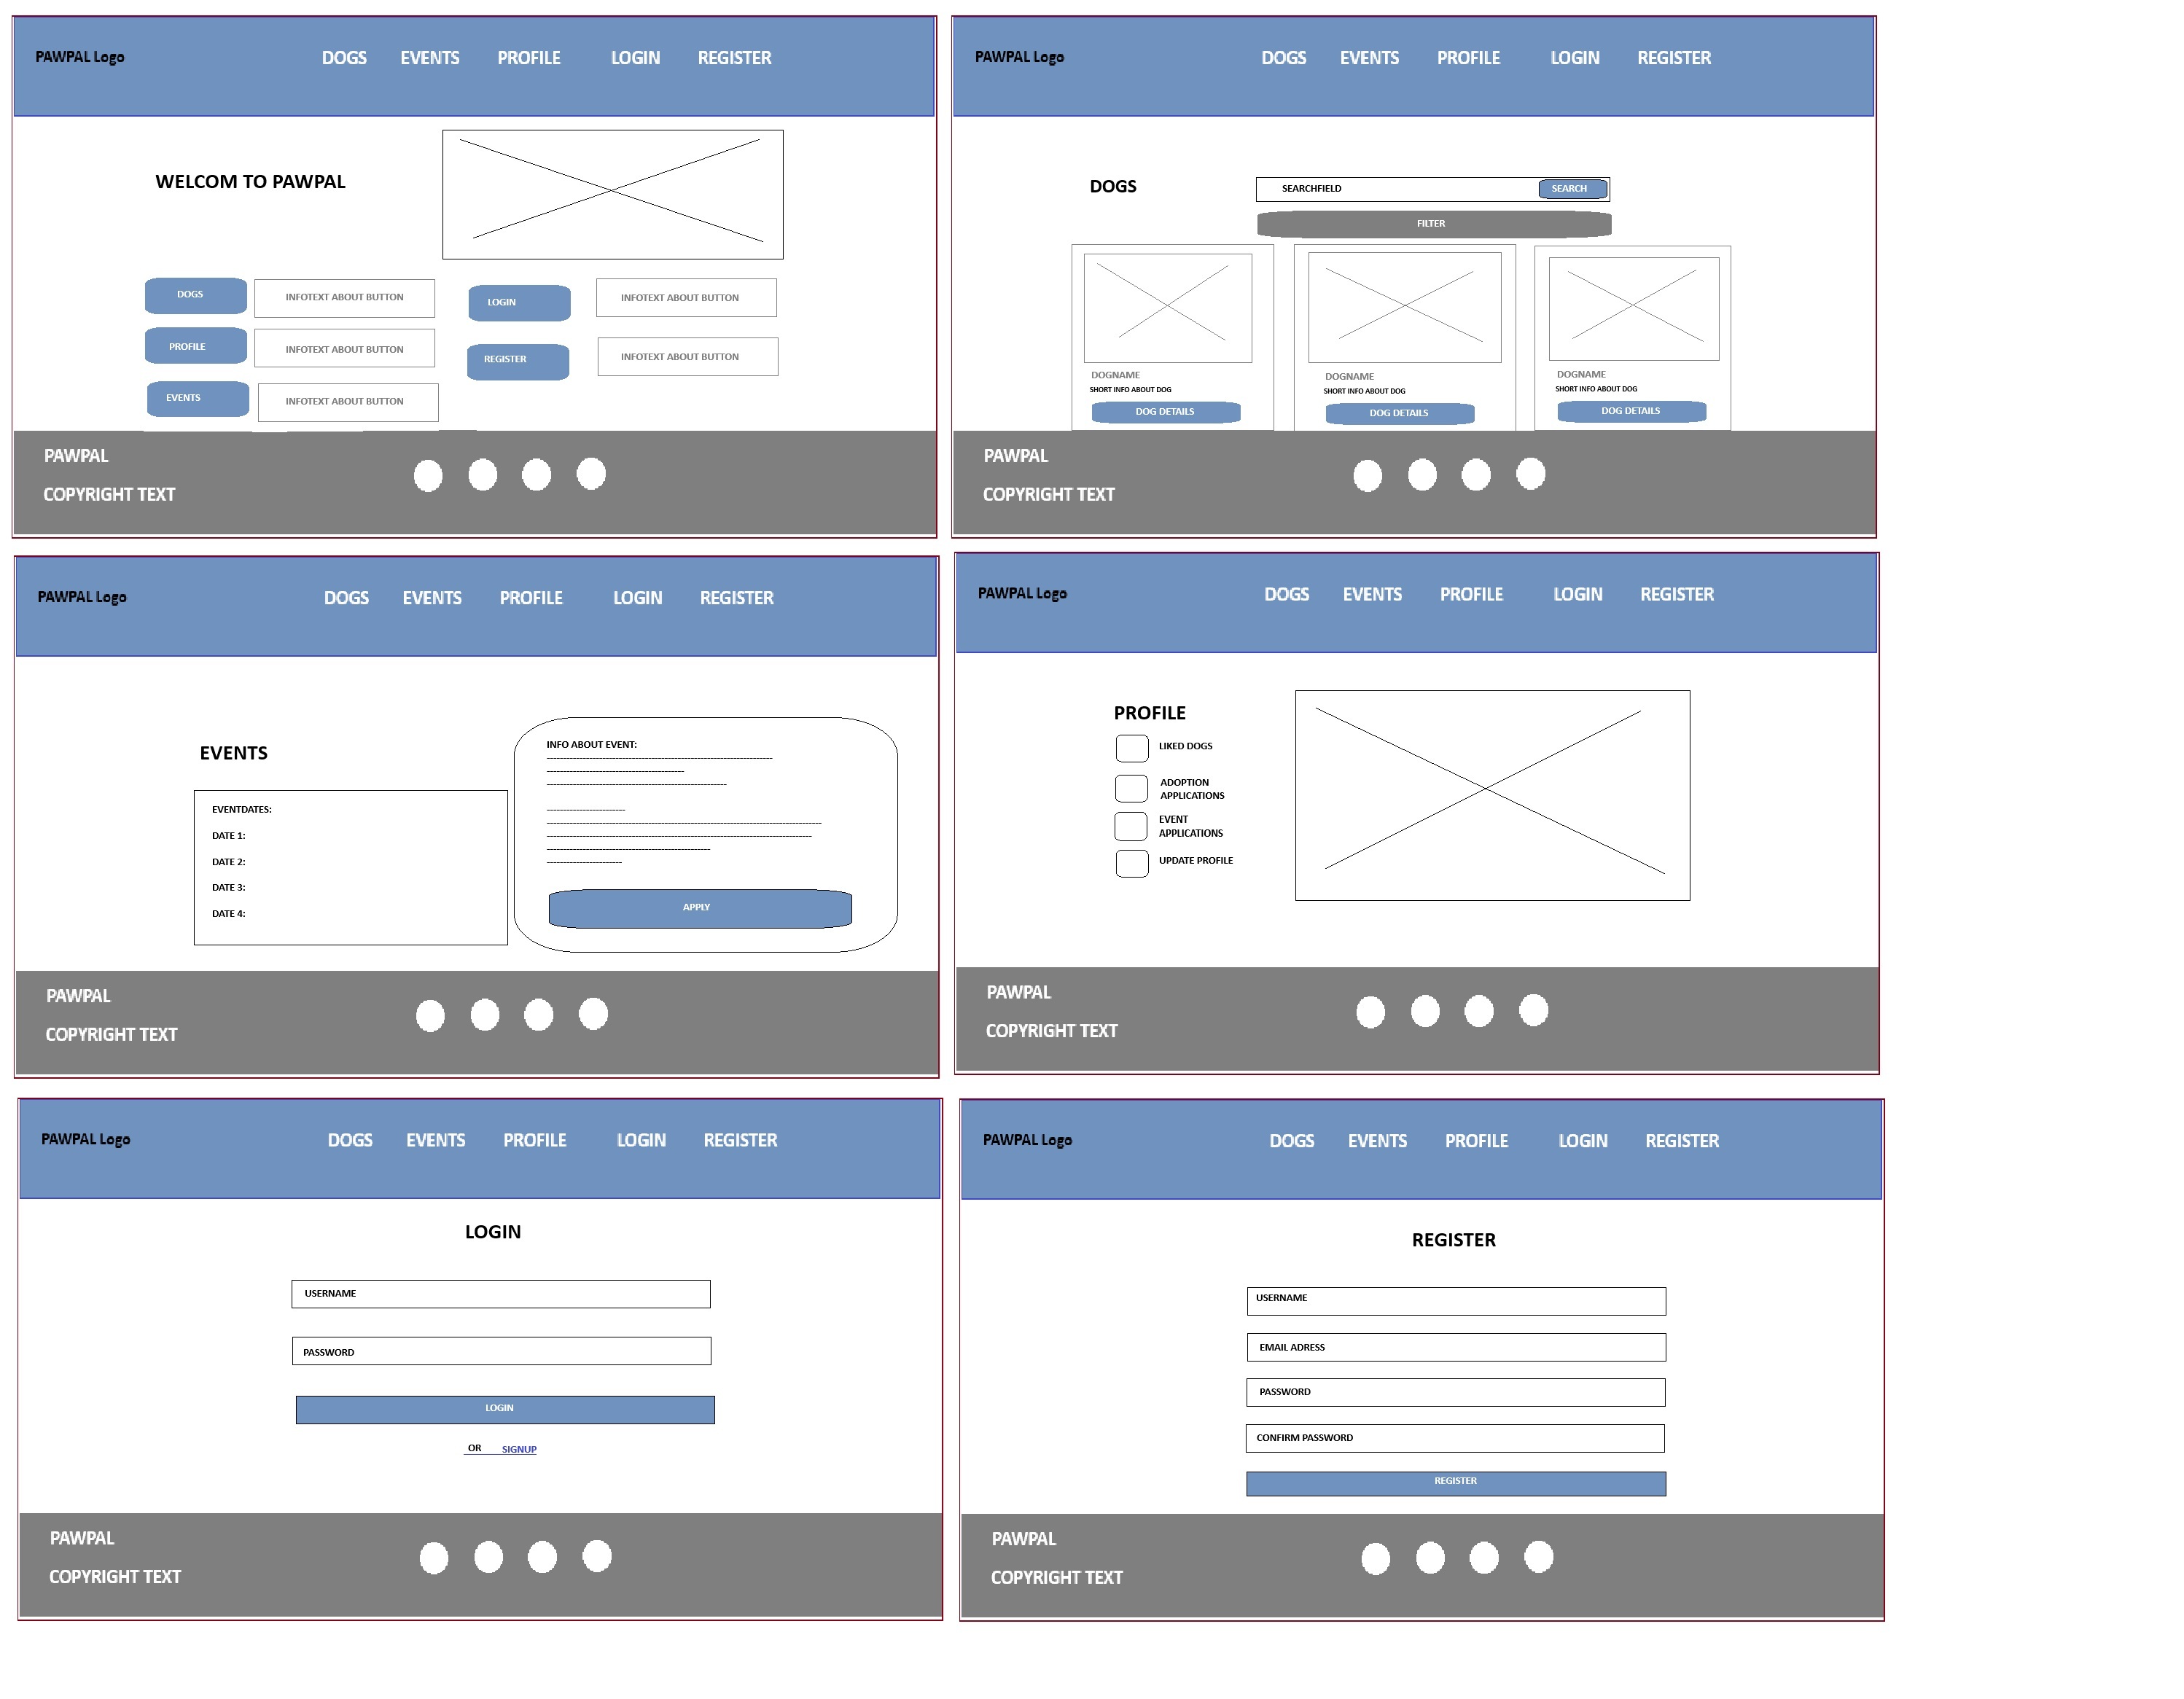 PAWPAL Logo
DOGS EVENTS PROFILE LOGIN REGISTER
WELCOM TO PAWPAL
DOGS INFOTEXT ABOUT BUTTON LOGIN INFOTEXT ABOUT BUTTON
PROFILE INFOTEXT ABOUT BUTTON REGISTER INFOTEXT ABOUT BUTTON
EVENTS INFOTEXT ABOUT BUTTON
PAWPAL
COPYRIGHT TEXT
PAWPAL Logo
DOGS EVENTS PROFILE LOGIN REGISTER
DOGS
SEARCHFIELD SEARCH
FILTER
DOGNAME
SHORT INFO ABOUT DOG
DOG DETAILS
DOGNAME
SHORT INFO ABOUT DOG
DOG DETAILS
DOGNAME
SHORT INFO ABOUT DOG
DOG DETAILS
PAWPAL
COPYRIGHT TEXT
PAWPAL Logo
DOGS EVENTS PROFILE LOGIN REGISTER
EVENTS
EVENTDATES:
DATE 1:
DATE 2:
DATE 3:
DATE 4:
INFO ABOUT EVENT:
APPLY
PAWPAL
COPYRIGHT TEXT
PAWPAL Logo
DOGS EVENTS PROFILE LOGIN REGISTER
PROFILE
LIKED DOGS
ADOPTION
APPLICATIONS
EVENT
APPLICATIONS
UPDATE PROFILE
PAWPAL
COPYRIGHT TEXT
PAWPAL Logo
DOGS EVENTS PROFILE LOGIN REGISTER
LOGIN
USERNAME
PASSWORD
LOGIN
OR SIGNUP
PAWPAL
COPYRIGHT TEXT
PAWPAL Logo
DOGS EVENTS PROFILE LOGIN REGISTER
REGISTER
USERNAME
EMAIL ADRESS
PASSWORD
CONFIRM PASSWORD
REGISTER
PAWPAL
COPYRIGHT TEXT